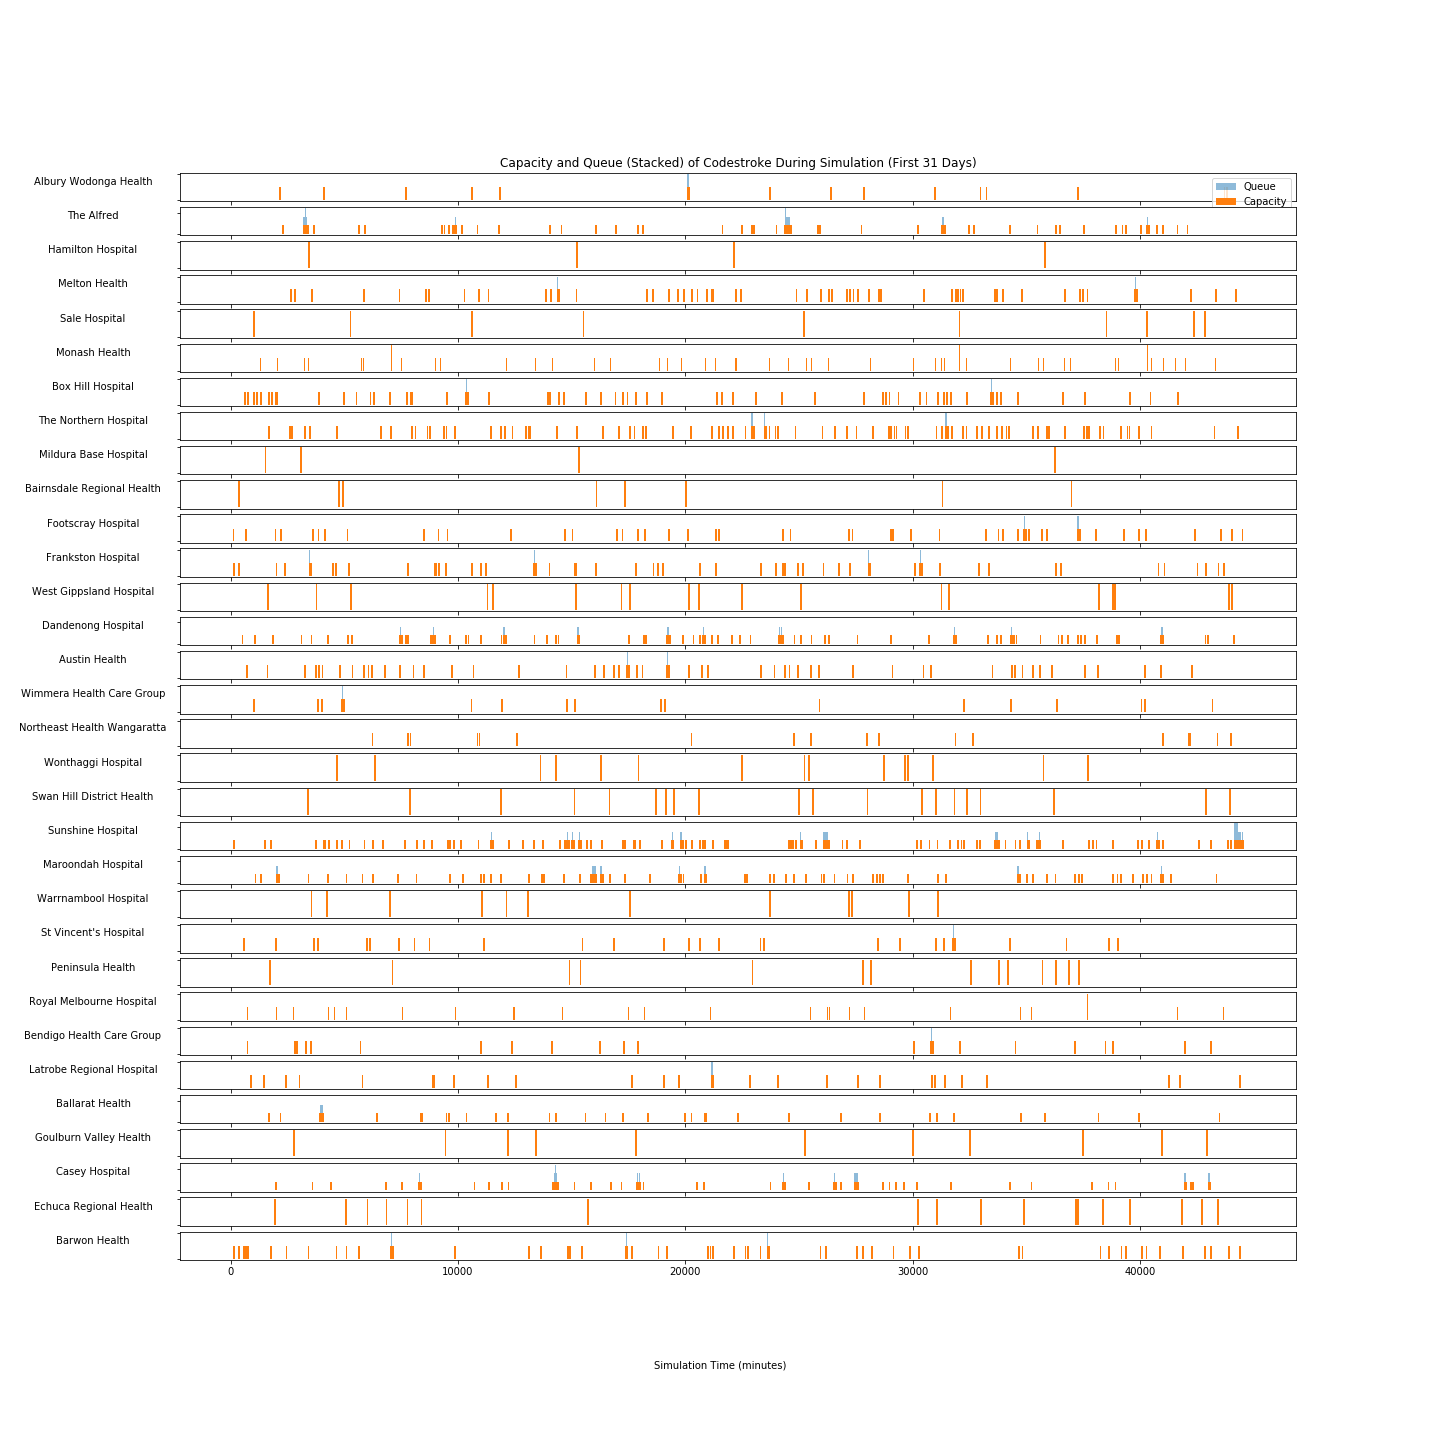 Capacity and Queue (Stacked) of Codestroke During Simulation (First 31 Days)
Albury Wodonga Health
Queue
Capacity
The Alfred
Hamilton Hospital
Melton Health
Sale Hospital
Monash Health
Box Hill Hospital
The Northern Hospital
Mildura Base Hospital
Bairnsdale Regional Health
Footscray Hospital
Frankston Hospital
West Gippsland Hospital
Dandenong Hospital
Austin Health
Wimmera Health Care Group
Northeast Health Wangaratta
Wonthaggi Hospital
Swan Hill District Health
Sunshine Hospital
Maroondah Hospital
Warrnambool Hospital
St Vincent's Hospital
Peninsula Health
Royal Melbourne Hospital
Bendigo Health Care Group
Latrobe Regional Hospital
Ballarat Health
Goulburn Valley Health
Casey Hospital
Echuca Regional Health
Barwon Health
0 10000 20000 30000 40000
Simulation Time (minutes)